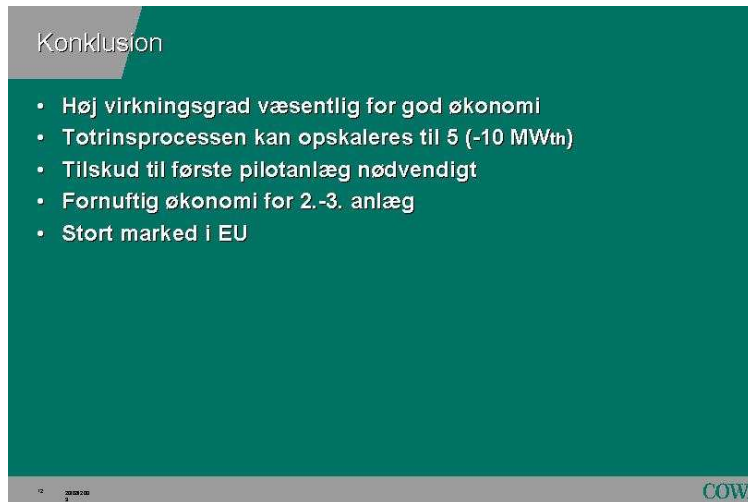 Konklusion
• Høj virkningsgrad væsentlig for god økonomi
• Totrinsprocessen kan opskaleres til 5 (-10 MWth)
• Tilskud til første pilotanlæg nødvendigt
• Fornuftig økonomi for 2.-3. anlæg
• Stort marked i EU
COW